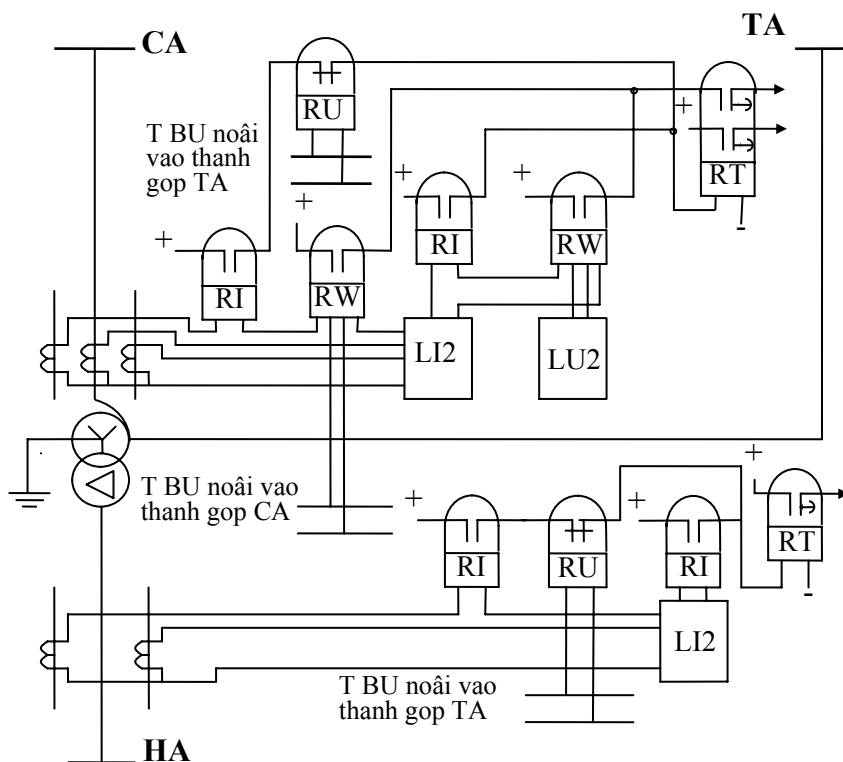 CA
TA
RU
T BU noâi
vao thanh
gop TA
+
RT
-
+
+
+
+
RI
RW
RI
RW
LI2
LU2
T BU noâi vao
thanh gop CA
+
+
+
RI
RU
RI
RT
-
LI2
T BU noâi vao
thanh gop TA
HA